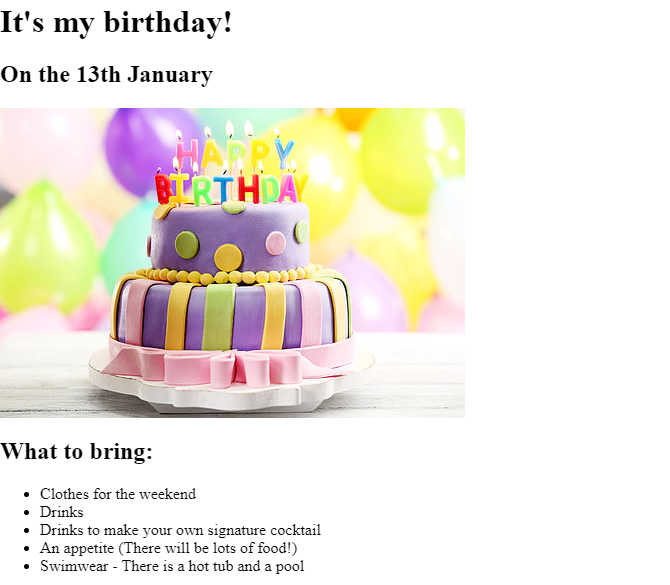 It's my birthday!
On the 13th January
HAPPY
BIRTHDAY
What to bring:
Clothes for the weekend
Drinks
Drinks to make your own signature cocktail
An appetite (There will be lots of food!)
Swimwear - There is a hot tub and a pool